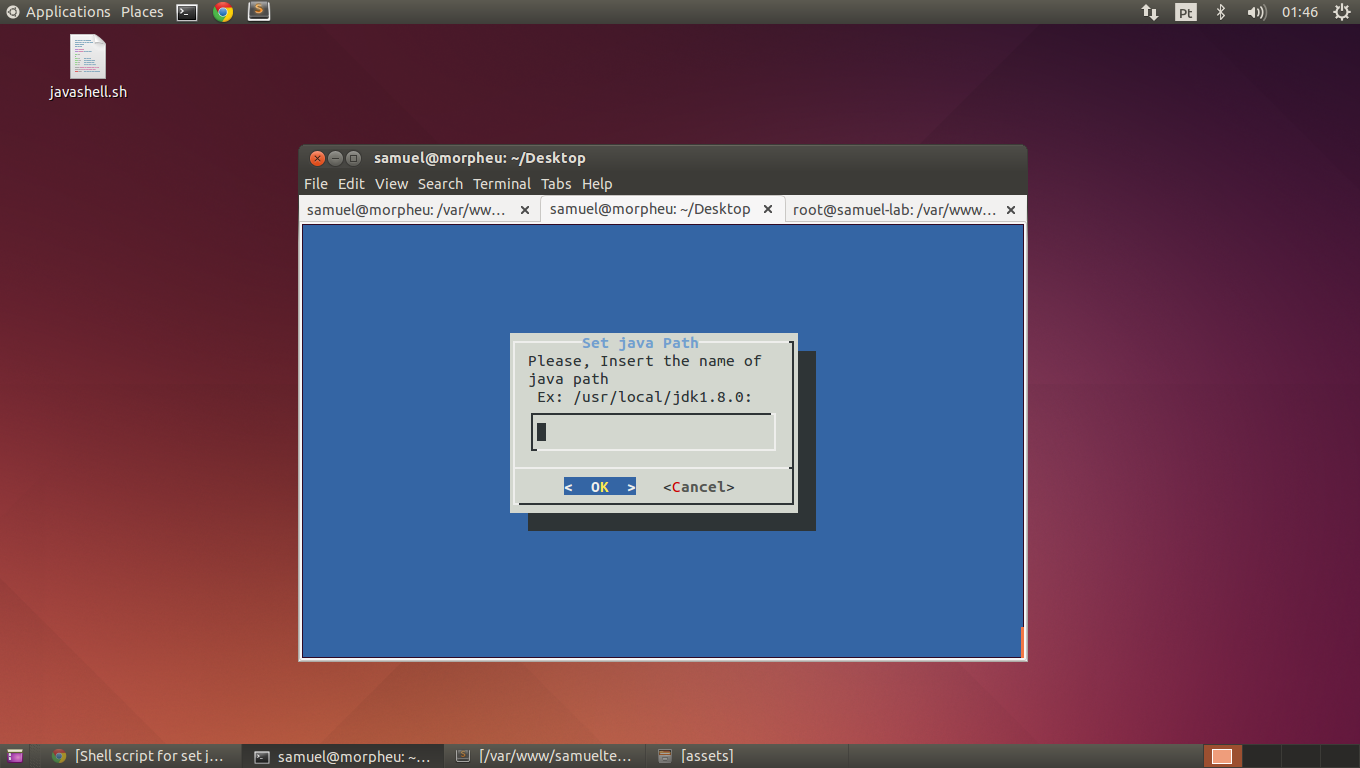 Applications Places
Pt
01:46
javashell.sh
samuel@morpheu: ~/Desktop
File Edit View Search Terminal Tabs Help
samuel@morpheu: /var/ww...
samuel@morpheu: ~/Desktop
root@samuel-lab: /var/www...
Set java Path
Please, Insert the name of
java path
Ex: /usr/local/jdk1.8.0:
< OK > <Cancel>
[Shell script for set j...
samuel@morpheu: ~...
[/var/www/samuelte...
[assets]